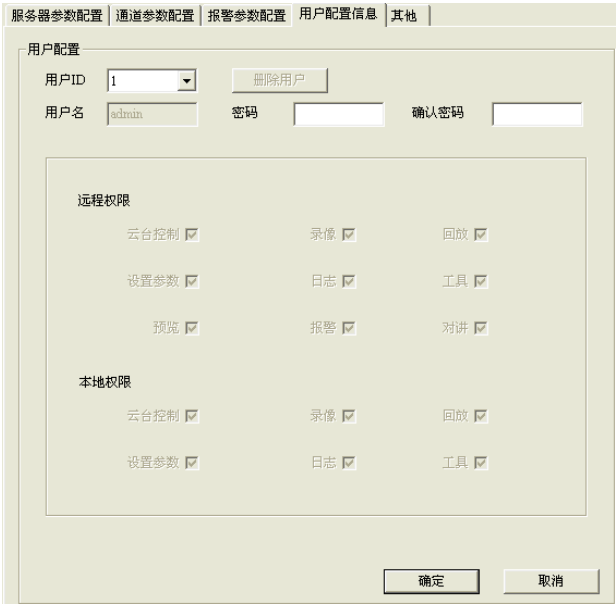 服务器参数配置 通道参数配置 报警参数配置 用户配置信息 其他
用户配置
用户ID 1 删除用户
用户名 admin 密码 确认密码
远程权限
云台控制 录像 回放
设置参数 日志 工具
预览 报警 对讲
本地权限
云台控制 录像 回放
设置参数 日志 工具
确定 取消